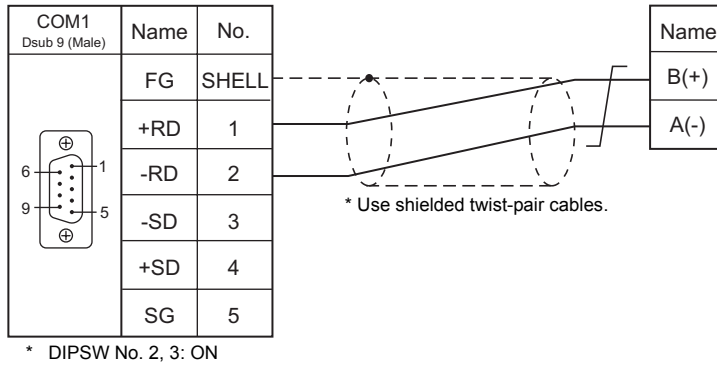 COM1
Dsub 9 (Male)
Name No.
Name
FG SHELL
B(+)
+RD 1
A(-)
-RD 2
6 1
9 5
* Use shielded twist-pair cables.
-SD 3
+SD 4
SG 5
* DIPSW No. 2, 3: ON